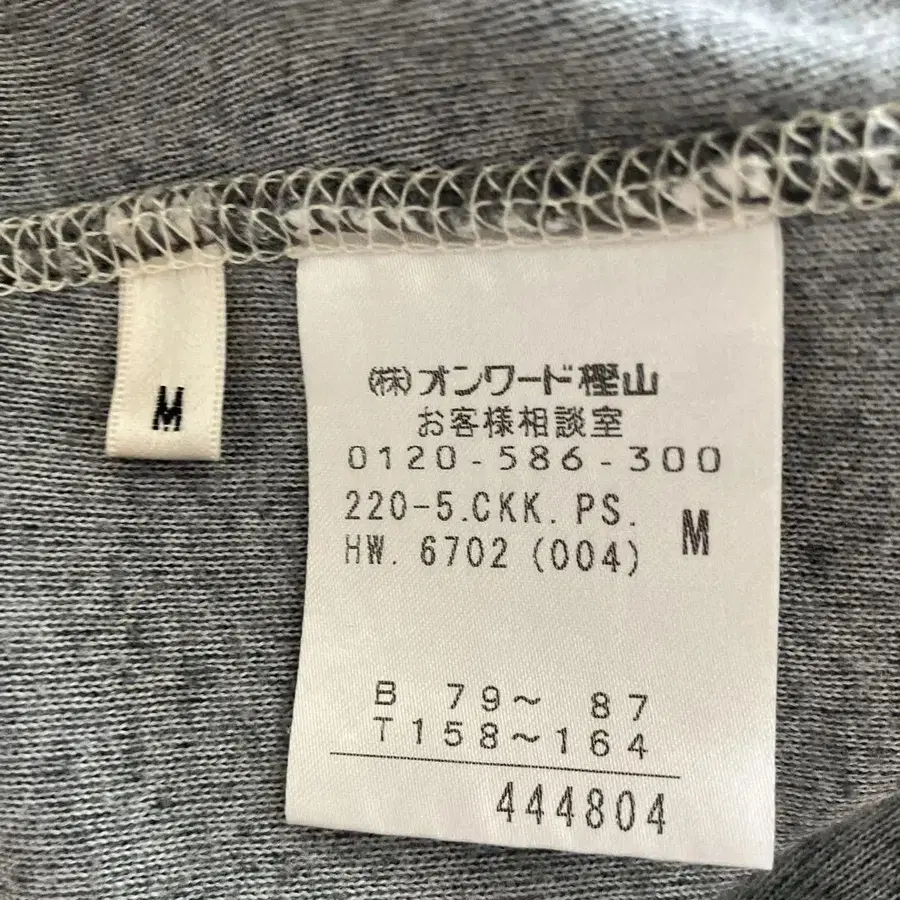 M
㈱オンワード樫山
お客様相談室
0120-586-300
220-5.CKK.PS.
HW. 6702 (004) M
B 79～ 87
T158～164
444804